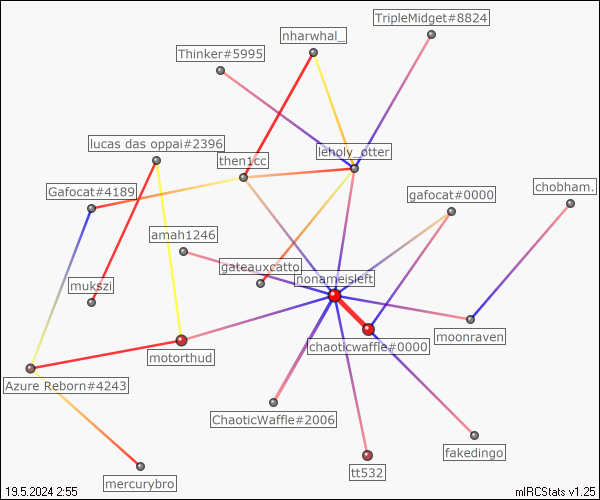 TripleMidget#8824
nharwhal_
Thinker#5995
lucas das oppai#2396
then1cc
leholy_otter
Gafocat#4189
gafocat#0000
chobham.
amah1246
gateauxcatto
nonameisleft
mukszi
moonraven
chaoticwaffle#0000
motorthud
Azure Reborn#4243
ChaoticWaffle#2006
fakedingo
tt532
mercurybro
19.5.2024 2:55
mIRCStats v1.25